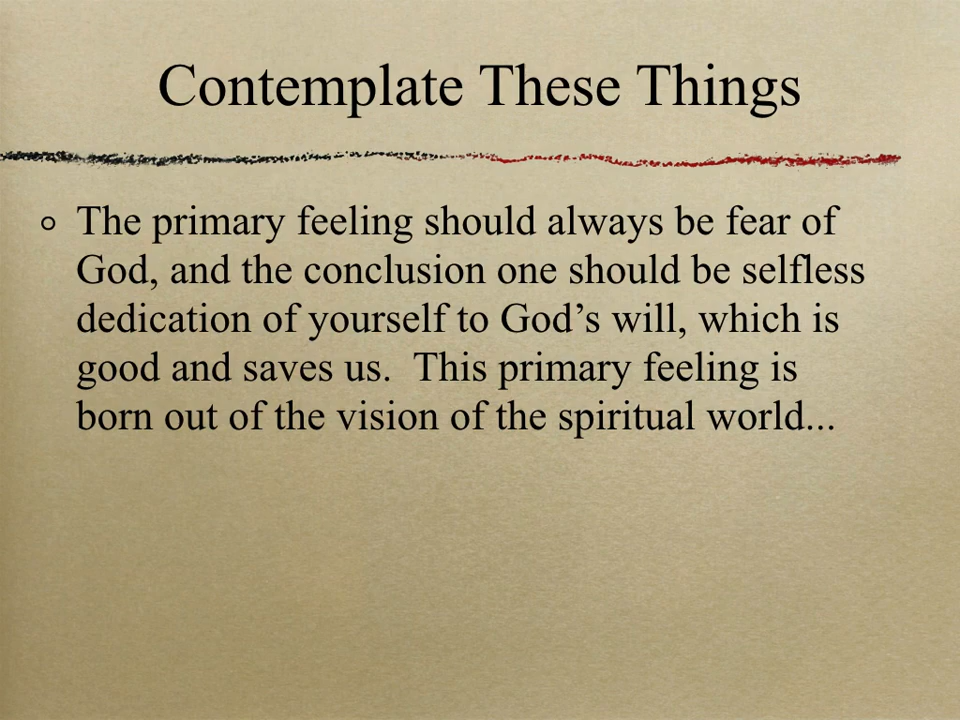 Contemplate These Things
The primary feeling should always be fear of
God, and the conclusion one should be selfless
dedication of yourself to God’s will, which is
good and saves us.  This primary feeling is
born out of the vision of the spiritual world...